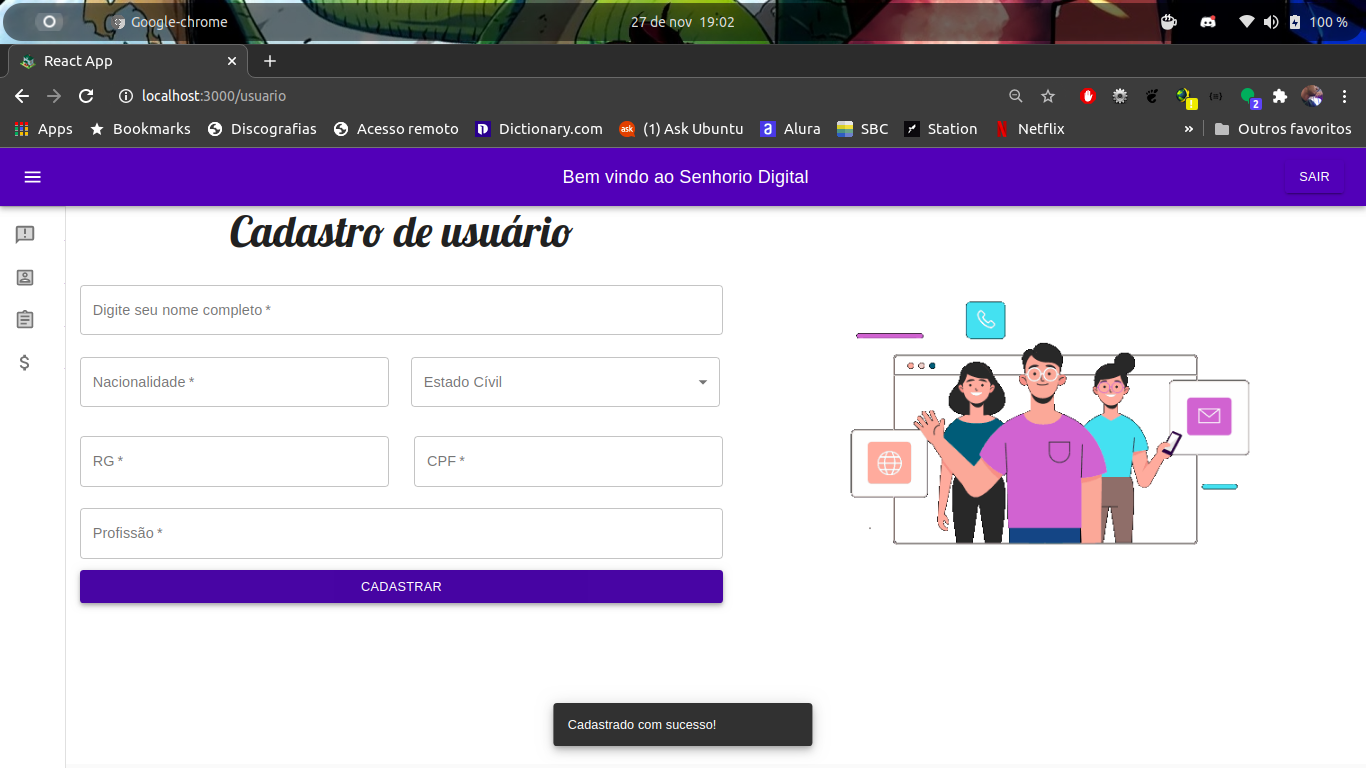 Google-chrome
27 de nov 19:02
100 %
React App
localhost:3000/usuario
Apps
Bookmarks
Discografias
Acesso remoto
Dictionary.com
ask
(1) Ask Ubuntu
a
Alura
SBC
Station
Netflix
»
Outros favoritos
!
2
Bem vindo ao Senhorio Digital
SAIR
Cadastro de usuário
Digite seu nome completo *
Nacionalidade *
Estado Cívil
RG *
CPF *
Profissão *
CADASTRAR
Cadastrado com sucesso!